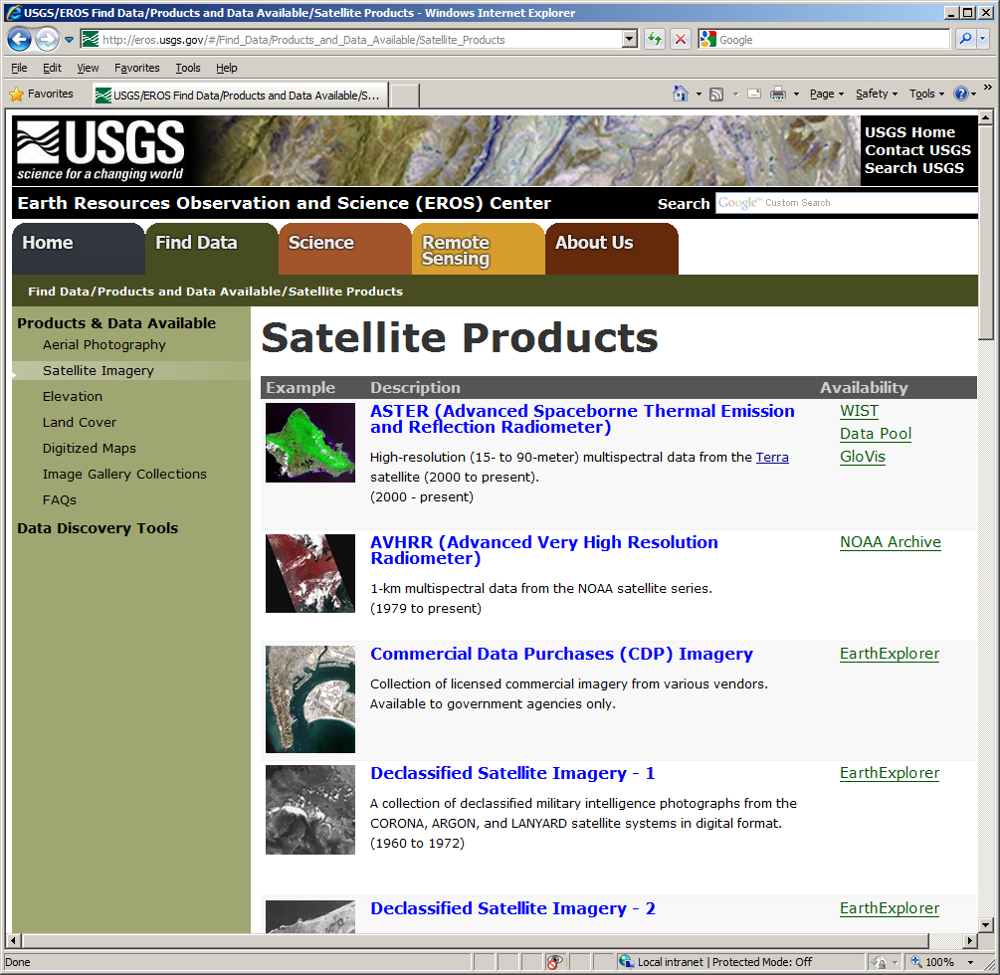 USGS/EROS Find Data/Products and Data Available/Satellite Products - Windows Internet Explorer
http://eros.usgs.gov/#/Find_Data/Products_and_Data_Available/Satellite_Products
Google
File Edit View Favorites Tools Help
Favorites
USGS/EROS Find Data/Products and Data Available/S...
Page Safety Tools
USGS
science for a changing world
USGS Home
Contact USGS
Search USGS
Earth Resources Observation and Science (EROS) Center
Search
Google™ Custom Search
Home
Find Data
Science
Remote
Sensing
About Us
Find Data/Products and Data Available/Satellite Products
Products & Data Available
Aerial Photography
Satellite Imagery
Elevation
Land Cover
Digitized Maps
Image Gallery Collections
FAQs
Data Discovery Tools
Satellite Products
Example Description Availability
ASTER (Advanced Spaceborne Thermal Emission
and Reflection Radiometer)
High-resolution (15- to 90-meter) multispectral data from the Terra
satellite (2000 to present).
(2000 - present)
WIST
Data Pool
GloVis
AVHRR (Advanced Very High Resolution
Radiometer)
1-km multispectral data from the NOAA satellite series.
(1979 to present)
NOAA Archive
Commercial Data Purchases (CDP) Imagery
Collection of licensed commercial imagery from various vendors.
Available to government agencies only.
EarthExplorer
Declassified Satellite Imagery - 1
A collection of declassified military intelligence photographs from the
CORONA, ARGON, and LANYARD satellite systems in digital format.
(1960 to 1972)
EarthExplorer
Declassified Satellite Imagery - 2
EarthExplorer
Done
Local intranet | Protected Mode: Off
100%